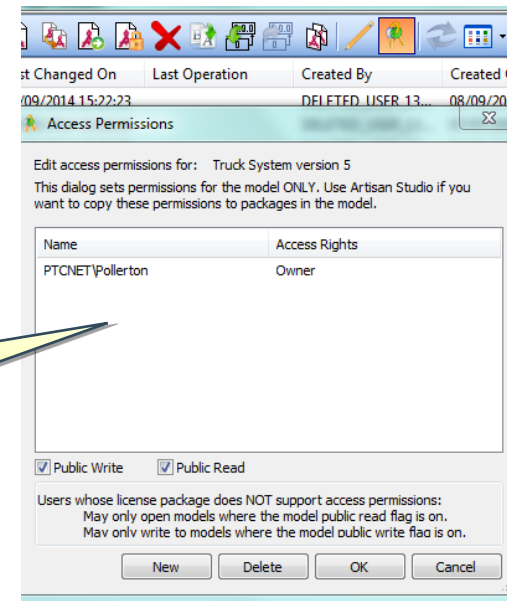 0.0
st Changed On Last Operation Created By Created
/09/2014 15:22:23 DELETED_USER_13... 08/09/20
Access Permissions
Edit access permissions for: Truck System version 5
This dialog sets permissions for the model ONLY. Use Artisan Studio if you
want to copy these permissions to packages in the model.
Name Access Rights
PTCNET\Pollerton Owner
Public Write Public Read
Users whose license package does NOT support access permissions:
May only open models where the model public read flag is on.
May only write to models where the model public write flag is on.
New Delete OK Cancel